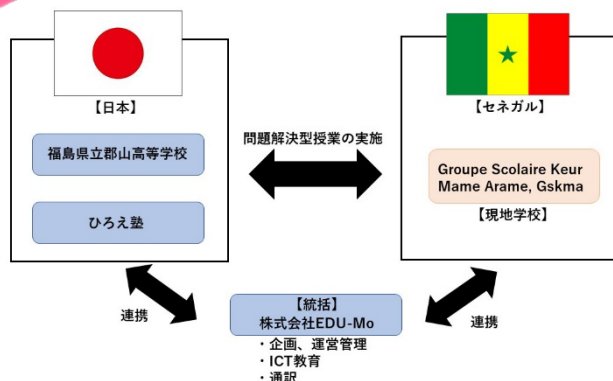 【日本】
福島県立郡山高等学校
ひろえ塾
問題解決型授業の実施
【セネガル】
Groupe Scolaire Keur
Mame Arame, Gskma
【現地学校】
連携
【統括】
株式会社EDU-Mo
・企画、運営管理
・ICT教育
・通訳
連携